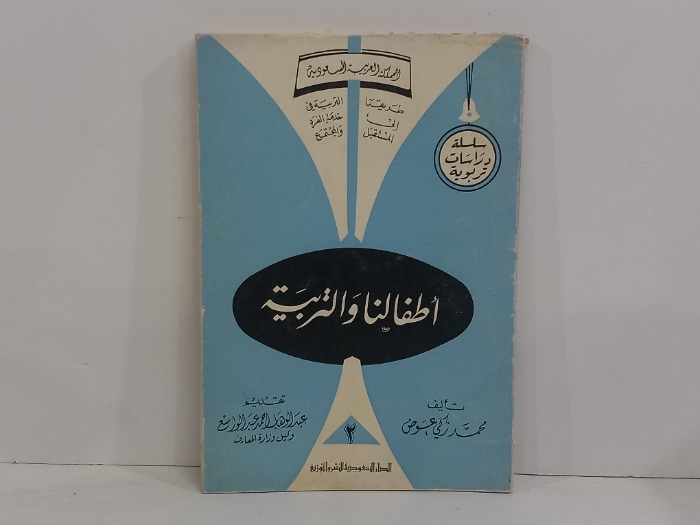 المملكة العربية السعودية
طريقنا
إلى
المستقبل
التربية في
خدمة الفرد
والمجتمع
سلسلة
دراسات
تربوية
أطفالنا والتربية
تأليف
محمد زكي عوض
تقديم
عبد الوهاب أحمد عبد الواسع
وكيل وزارة المعارف
٢
الدار السعودية للنشر والتوزيع